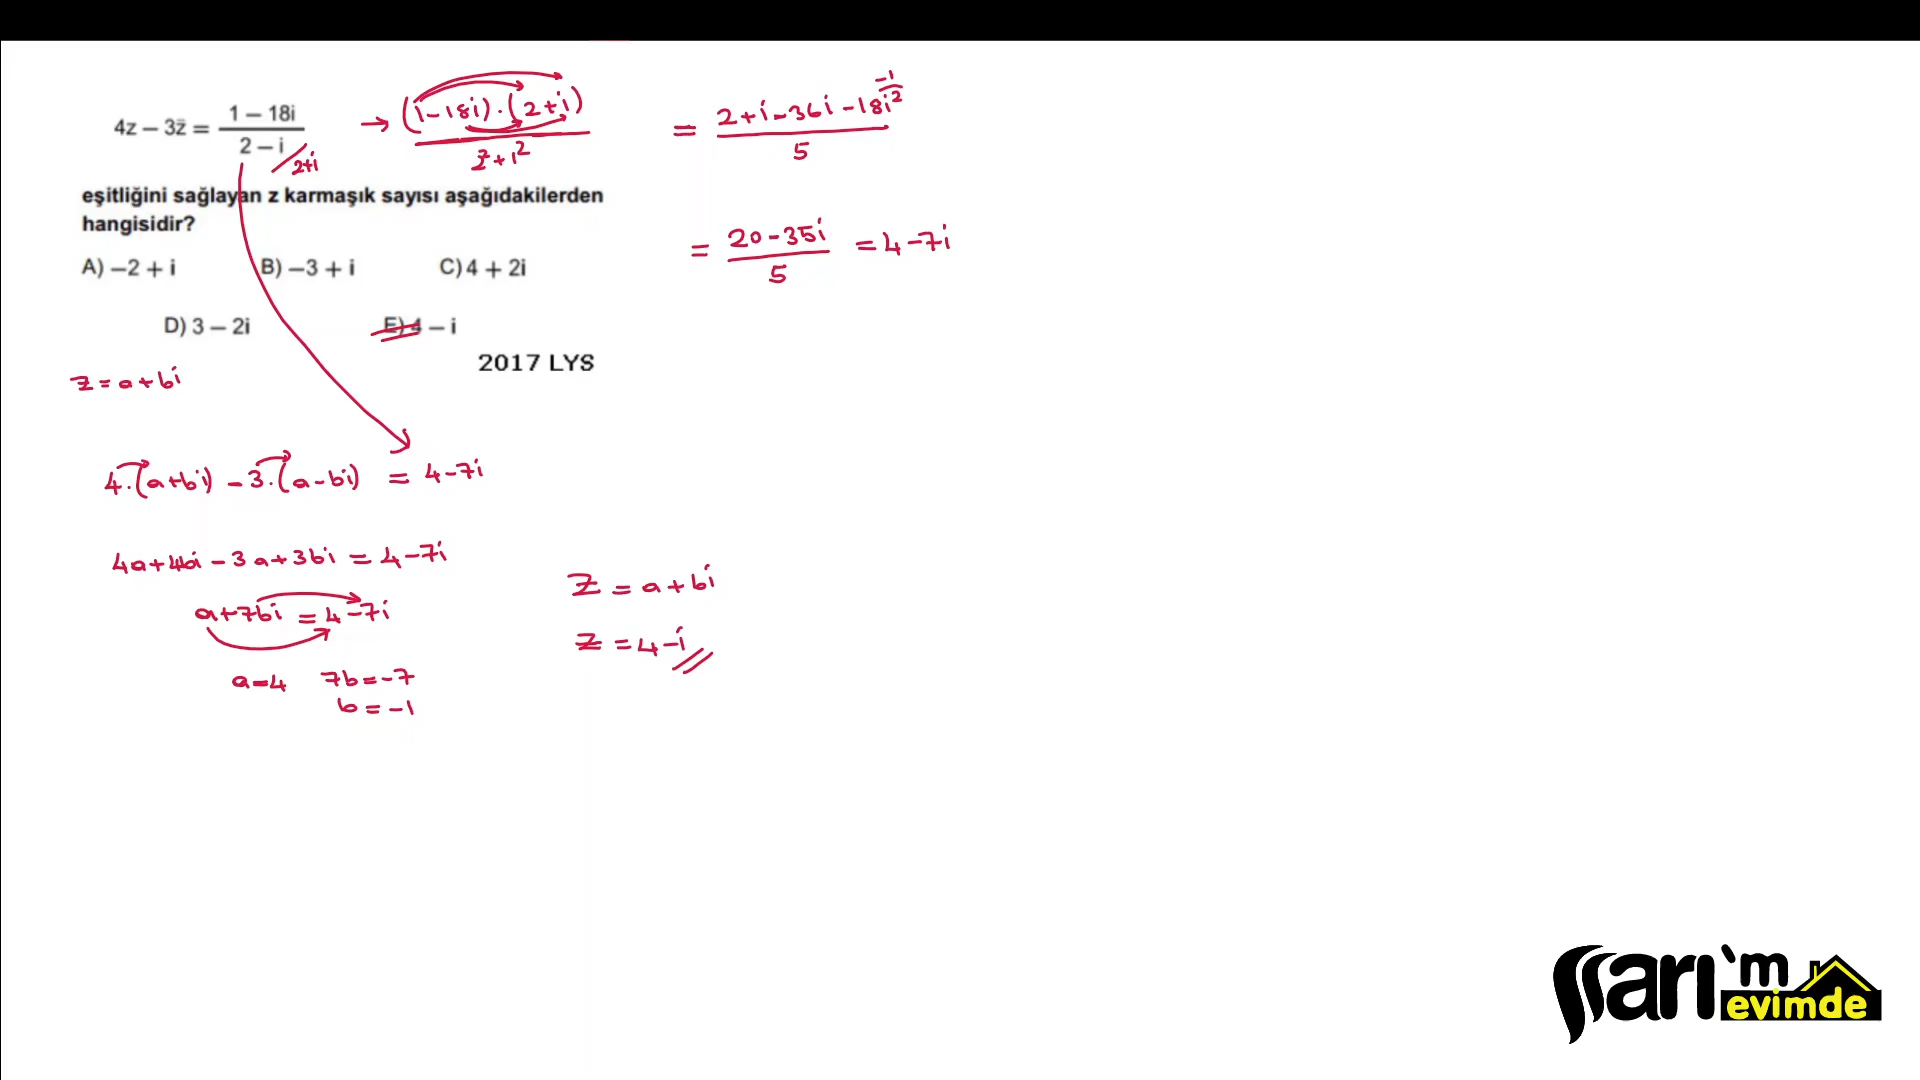 4z − 3z̄ = (1 − 18i)/(2 − i) /2+i
→ (1−18i)·(2+i)/(2²+1²) = (2+i−36i−18i²)/5
−1
= (20−35i)/5 = 4−7i
eşitliğini sağlayan z karmaşık sayısı aşağıdakilerden
hangisidir?
A) −2 + i B) −3 + i C) 4 + 2i
D) 3 − 2i E) 4 − i
2017 LYS
z = a+bi
4·(a+bi) − 3·(a−bi) = 4−7i
4a+4bi−3a+3bi = 4−7i
a+7bi = 4−7i
a=4 7b=−7
b=−1
z = a+bi
z = 4−i
sarı'm
evimde